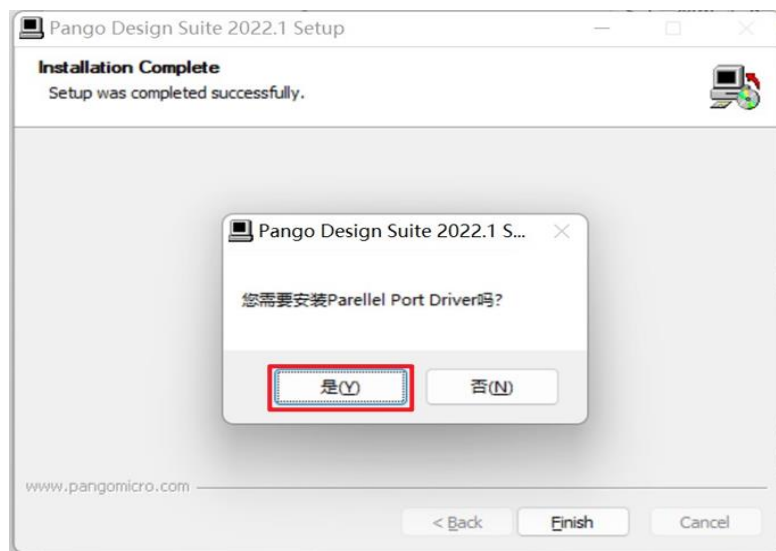 Pango Design Suite 2022.1 Setup
Installation Complete
Setup was completed successfully.
Pango Design Suite 2022.1 S...
您需要安装Parellel Port Driver吗?
是(Y)
否(N)
www.pangomicro.com
< Back
Finish
Cancel